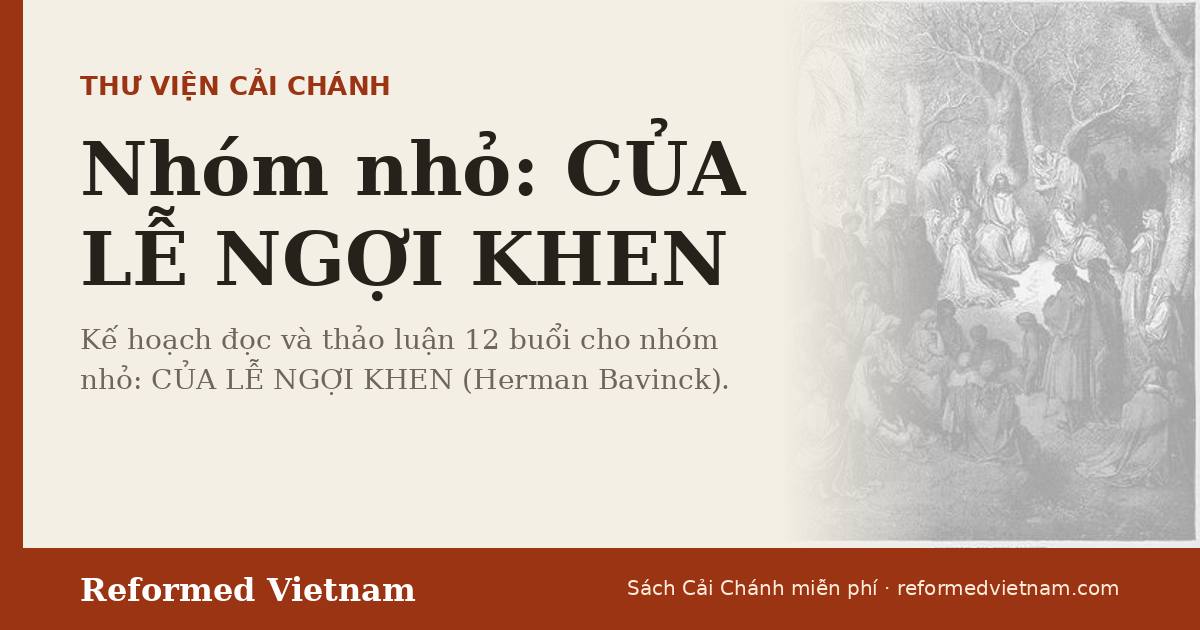 THƯ VIỆN CẢI CHÁNH
Nhóm nhỏ: CỦA
LỄ NGỢI KHEN
Kế hoạch đọc và thảo luận 12 buổi cho nhóm
nhỏ: CỦA LỄ NGỢI KHEN (Herman Bavinck).
Reformed Vietnam
Sách Cải Chánh miễn phí · reformedvietnam.com